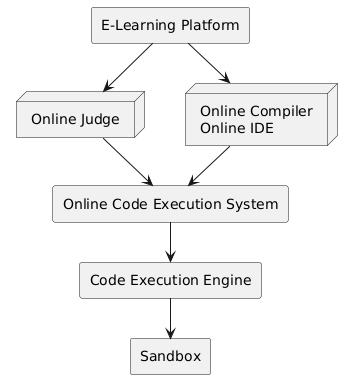 E-Learning Platform
Online Judge
Online Compiler
Online IDE
Online Code Execution System
Code Execution Engine
Sandbox